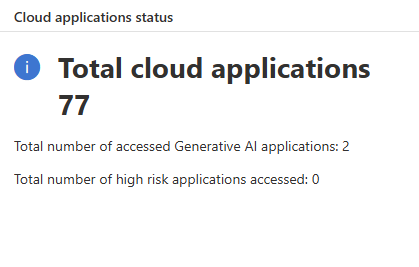 Cloud applications status
Total cloud applications
77
Total number of accessed Generative AI applications: 2
Total number of high risk applications accessed: 0